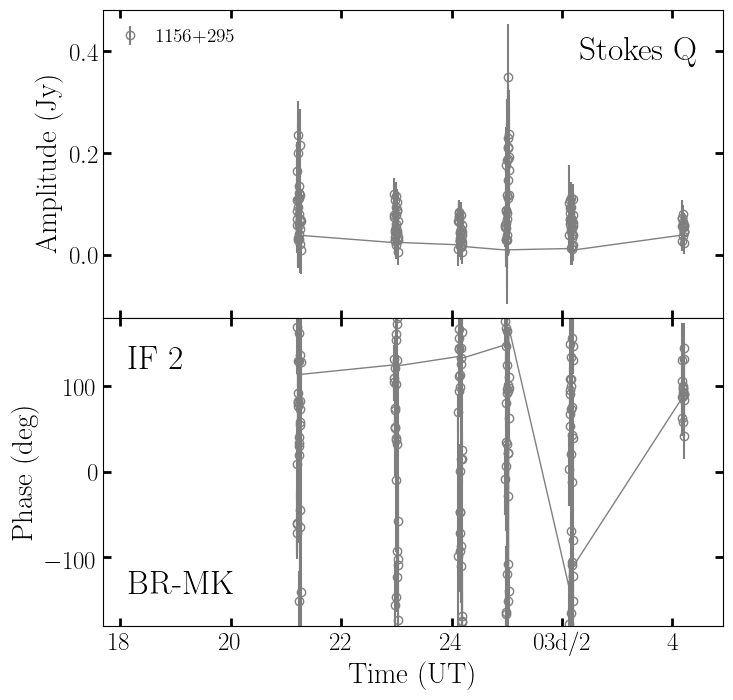 1156+295
Stokes Q
Amplitude (Jy)
0.4
0.2
0.0
IF 2
BR-MK
Phase (deg)
100
0
−100
18 20 22 24 03d/2 4
Time (UT)